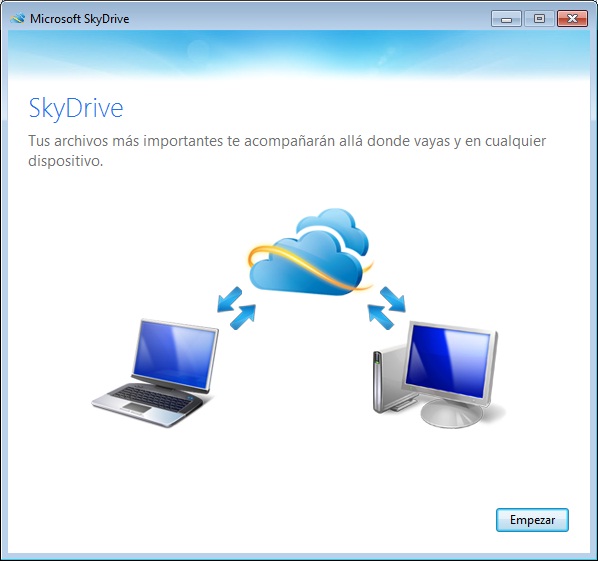 Microsoft SkyDrive
SkyDrive
Tus archivos más importantes te acompañarán allá donde vayas y en cualquier
dispositivo.
Empezar